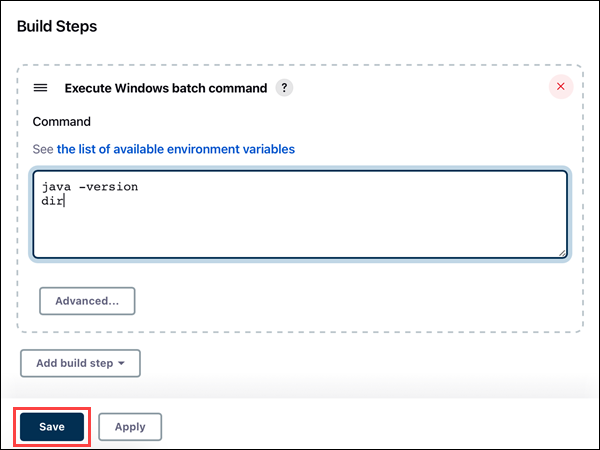 Build Steps
Execute Windows batch command ?
Command
See the list of available environment variables
java -version
dir
Advanced...
Add build step
Save Apply